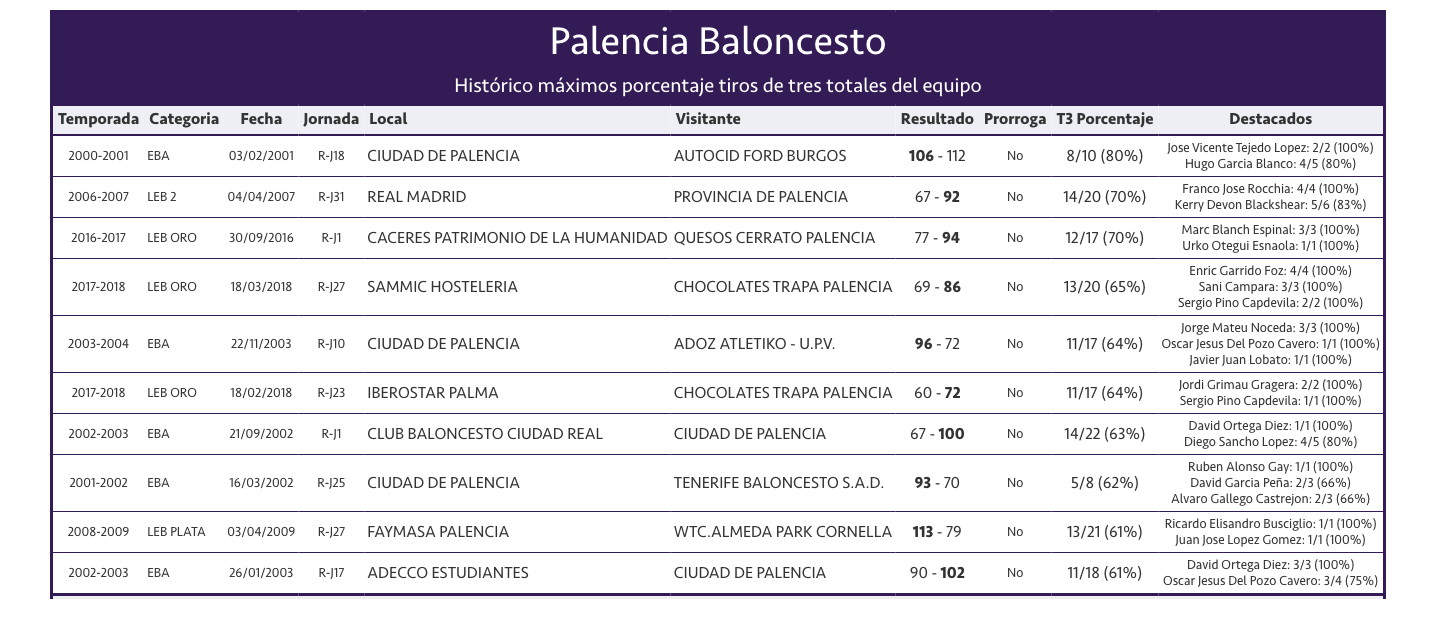 Palencia Baloncesto
Histórico máximos porcentaje tiros de tres totales del equipo
Temporada Categoria Fecha Jornada Local Visitante Resultado Prorroga T3 Porcentaje Destacados
2000-2001 EBA 03/02/2001 R-J18 CIUDAD DE PALENCIA AUTOCID FORD BURGOS 106 - 112 No 8/10 (80%) Jose Vicente Tejedo Lopez: 2/2 (100%)
Hugo Garcia Blanco: 4/5 (80%)
2006-2007 LEB 2 04/04/2007 R-J31 REAL MADRID PROVINCIA DE PALENCIA 67 - 92 No 14/20 (70%) Franco Jose Rocchia: 4/4 (100%)
Kerry Devon Blackshear: 5/6 (83%)
2016-2017 LEB ORO 30/09/2016 R-J1 CACERES PATRIMONIO DE LA HUMANIDAD QUESOS CERRATO PALENCIA 77 - 94 No 12/17 (70%) Marc Blanch Espinal: 3/3 (100%)
Urko Otegui Esnaola: 1/1 (100%)
2017-2018 LEB ORO 18/03/2018 R-J27 SAMMIC HOSTELERIA CHOCOLATES TRAPA PALENCIA 69 - 86 No 13/20 (65%) Enric Garrido Foz: 4/4 (100%)
Sani Campara: 3/3 (100%)
Sergio Pino Capdevila: 2/2 (100%)
2003-2004 EBA 22/11/2003 R-J10 CIUDAD DE PALENCIA ADOZ ATLETIKO - U.P.V. 96 - 72 No 11/17 (64%) Jorge Mateu Noceda: 3/3 (100%)
Oscar Jesus Del Pozo Cavero: 1/1 (100%)
Javier Juan Lobato: 1/1 (100%)
2017-2018 LEB ORO 18/02/2018 R-J23 IBEROSTAR PALMA CHOCOLATES TRAPA PALENCIA 60 - 72 No 11/17 (64%) Jordi Grimau Gragera: 2/2 (100%)
Sergio Pino Capdevila: 1/1 (100%)
2002-2003 EBA 21/09/2002 R-J1 CLUB BALONCESTO CIUDAD REAL CIUDAD DE PALENCIA 67 - 100 No 14/22 (63%) David Ortega Diez: 1/1 (100%)
Diego Sancho Lopez: 4/5 (80%)
2001-2002 EBA 16/03/2002 R-J25 CIUDAD DE PALENCIA TENERIFE BALONCESTO S.A.D. 93 - 70 No 5/8 (62%) Ruben Alonso Gay: 1/1 (100%)
David Garcia Peña: 2/3 (66%)
Alvaro Gallego Castrejon: 2/3 (66%)
2008-2009 LEB PLATA 03/04/2009 R-J27 FAYMASA PALENCIA WTC.ALMEDA PARK CORNELLA 113 - 79 No 13/21 (61%) Ricardo Elisandro Busciglio: 1/1 (100%)
Juan Jose Lopez Gomez: 1/1 (100%)
2002-2003 EBA 26/01/2003 R-J17 ADECCO ESTUDIANTES CIUDAD DE PALENCIA 90 - 102 No 11/18 (61%) David Ortega Diez: 3/3 (100%)
Oscar Jesus Del Pozo Cavero: 3/4 (75%)